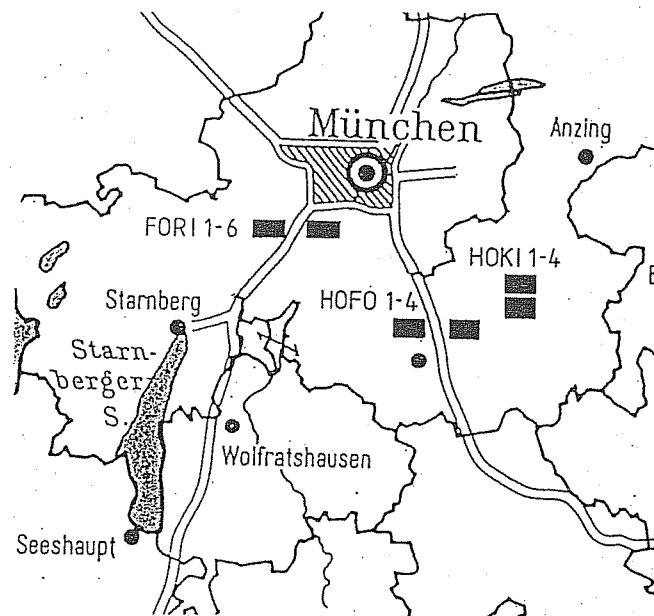 München
Anzing
FORI 1-6
HOKI 1-4
HOFO 1-4
Starnberg
Starn-
berger
S.
Wolfratshausen
Seeshaupt